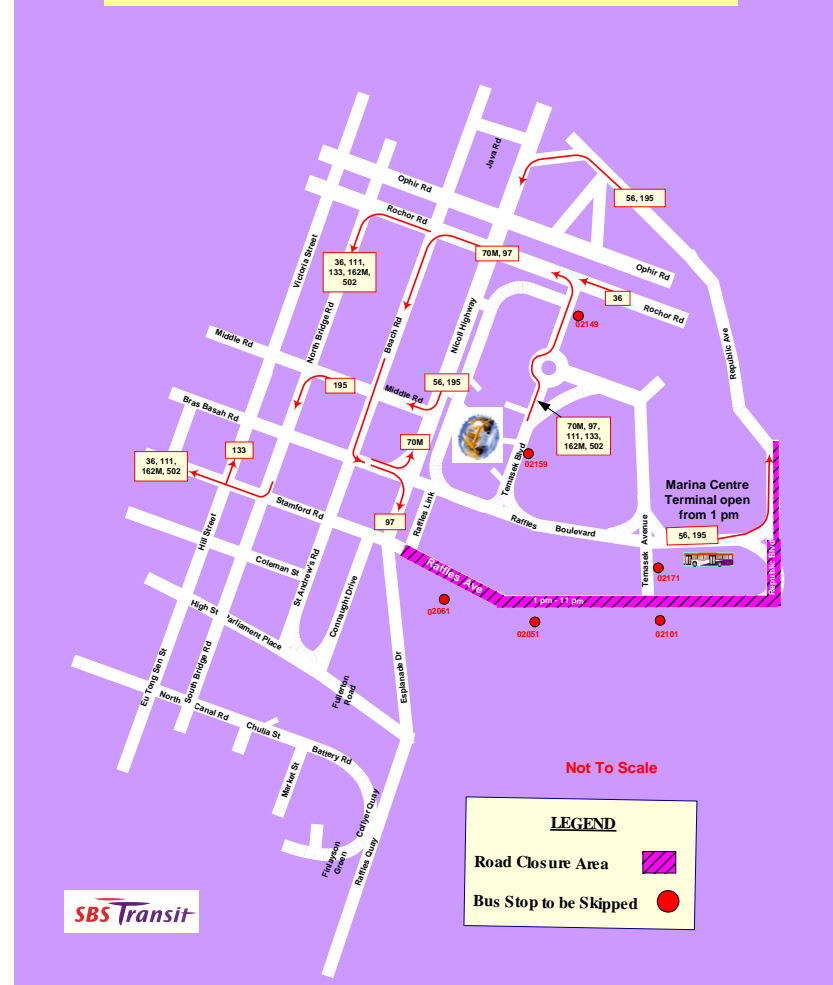 Java Rd
Ophir Rd
56, 195
Rochor Rd
Victoria Street
36, 111,
133, 162M,
502
70M, 97
Ophir Rd
36
Rochor Rd
02149
North Bridge Rd
Beach Rd
Nicoll Highway
Republic Ave
Middle Rd
195
Middle Rd
56, 195
Bras Basah Rd
70M, 97,
111, 133,
162M, 502
133
70M
36, 111,
162M, 502
02159
Temasek Blvd
Marina Centre
Terminal open
from 1 pm
Stamford Rd
97
Raffles Link
Raffles Boulevard
Temasek Avenue
56, 195
Hill Street
Coleman St
St Andrew's Rd
Connaught Drive
Raffles Ave
02171
Republic Blvd
1 pm - 11 pm
02061
02051
02101
High St
Parliament Place
Eu Tong Sen St
South Bridge Rd
Fullerton
Road
Esplanade Dr
North Canal Rd
Chulia St
Battery Rd
Market St
Collyer Quay
Finlayson
Green
Raffles Quay
Not To Scale
LEGEND
Road Closure Area
Bus Stop to be Skipped
SBS Transit